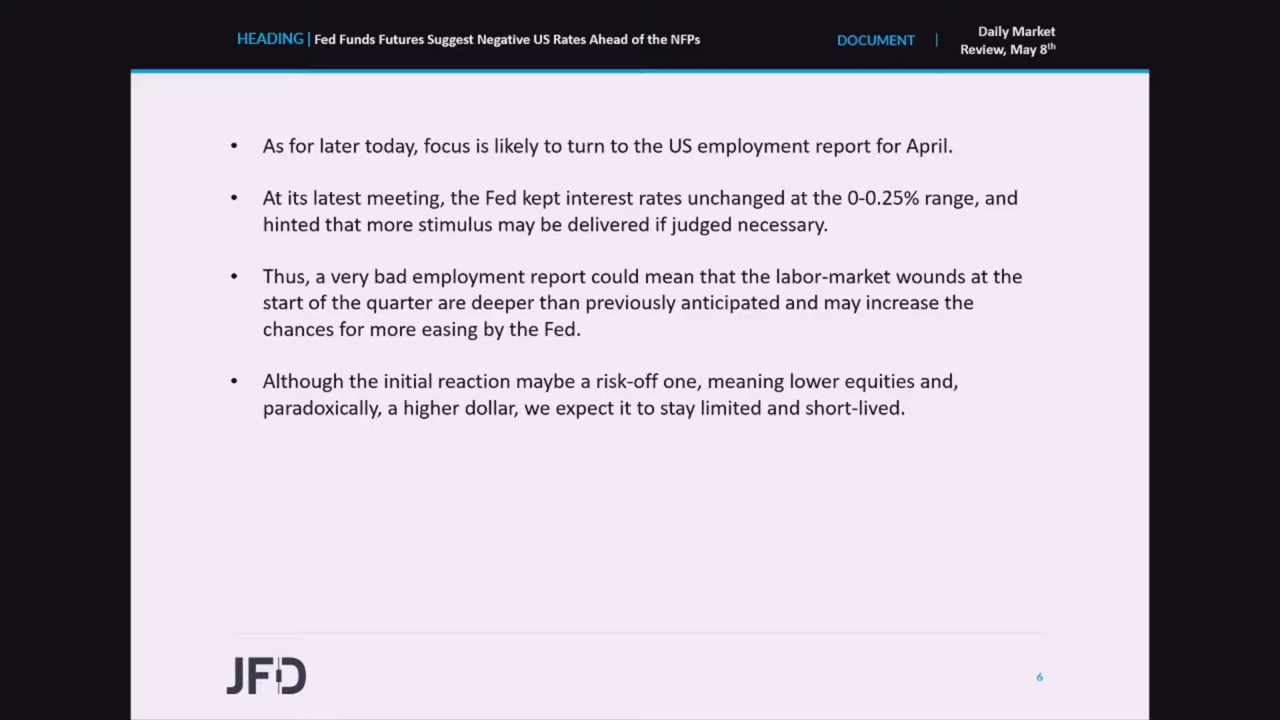 HEADING | Fed Funds Futures Suggest Negative US Rates Ahead of the NFPs
DOCUMENT | Daily Market
Review, May 8th
• As for later today, focus is likely to turn to the US employment report for April.
• At its latest meeting, the Fed kept interest rates unchanged at the 0-0.25% range, and
hinted that more stimulus may be delivered if judged necessary.
• Thus, a very bad employment report could mean that the labor-market wounds at the
start of the quarter are deeper than previously anticipated and may increase the
chances for more easing by the Fed.
• Although the initial reaction maybe a risk-off one, meaning lower equities and,
paradoxically, a higher dollar, we expect it to stay limited and short-lived.
JFD
6